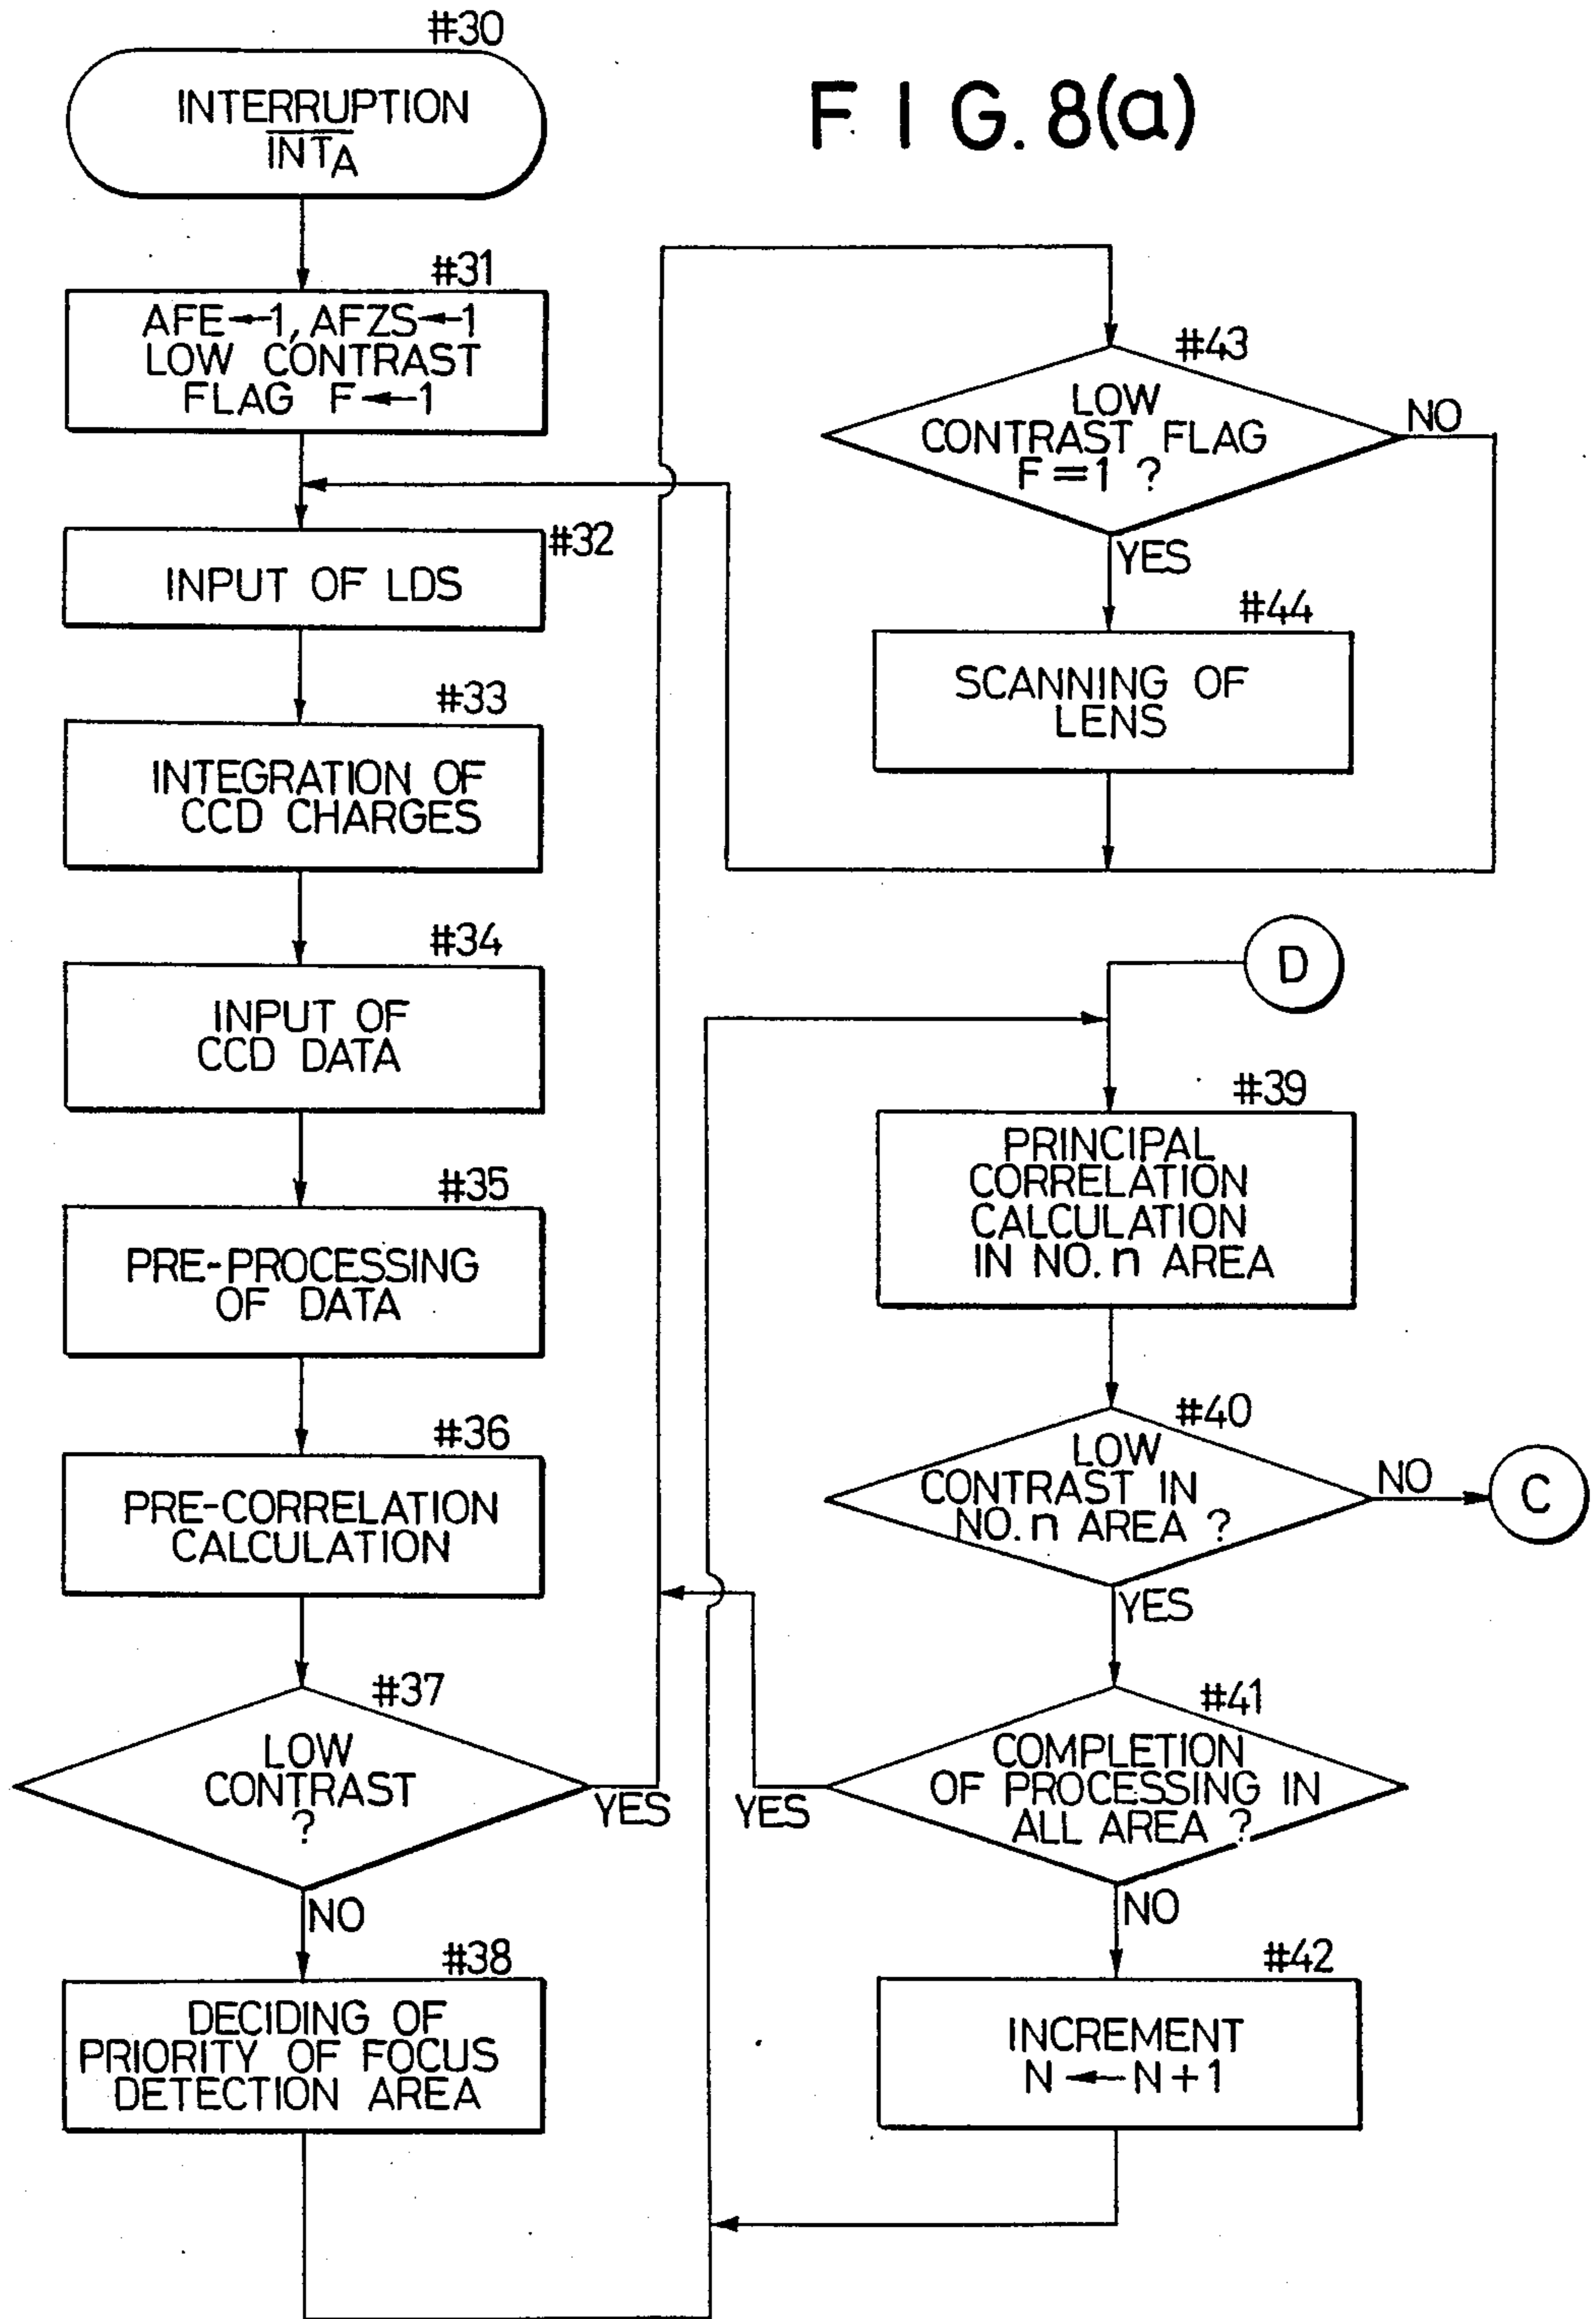 FIG. 8(a)
#30
INTERRUPTION
INTA
#31
AFE←1, AFZS←1
LOW CONTRAST
FLAG F←1
#32
INPUT OF LDS
#33
INTEGRATION OF
CCD CHARGES
#34
INPUT OF
CCD DATA
#35
PRE-PROCESSING
OF DATA
#36
PRE-CORRELATION
CALCULATION
#37
LOW
CONTRAST
?
YES
NO
#38
DECIDING OF
PRIORITY OF FOCUS
DETECTION AREA
#43
LOW
CONTRAST FLAG
F=1 ?
NO
YES
#44
SCANNING OF
LENS
D
#39
PRINCIPAL
CORRELATION
CALCULATION
IN NO. n AREA
#40
LOW
CONTRAST IN
NO. n AREA ?
NO
C
YES
#41
COMPLETION
OF PROCESSING IN
ALL AREA ?
YES
NO
#42
INCREMENT
N←N+1